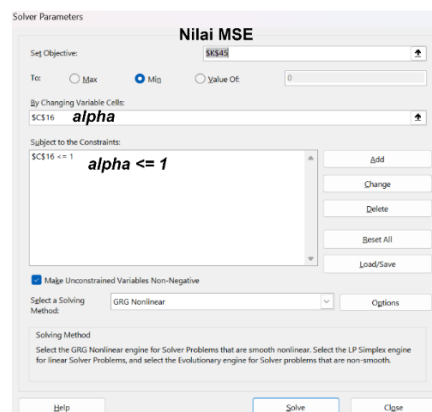 Solver Parameters
Nilai MSE
Set Objective: $K$45
To: Max Min Value Of: 0
By Changing Variable Cells:
$C$16 alpha
Subject to the Constraints:
$C$16 <= 1
alpha <= 1
Add
Change
Delete
Reset All
Load/Save
Make Unconstrained Variables Non-Negative
Select a Solving Method: GRG Nonlinear Options
Solving Method
Select the GRG Nonlinear engine for Solver Problems that are smooth nonlinear. Select the LP Simplex engine
for linear Solver Problems, and select the Evolutionary engine for Solver problems that are non-smooth.
Help Solve Close